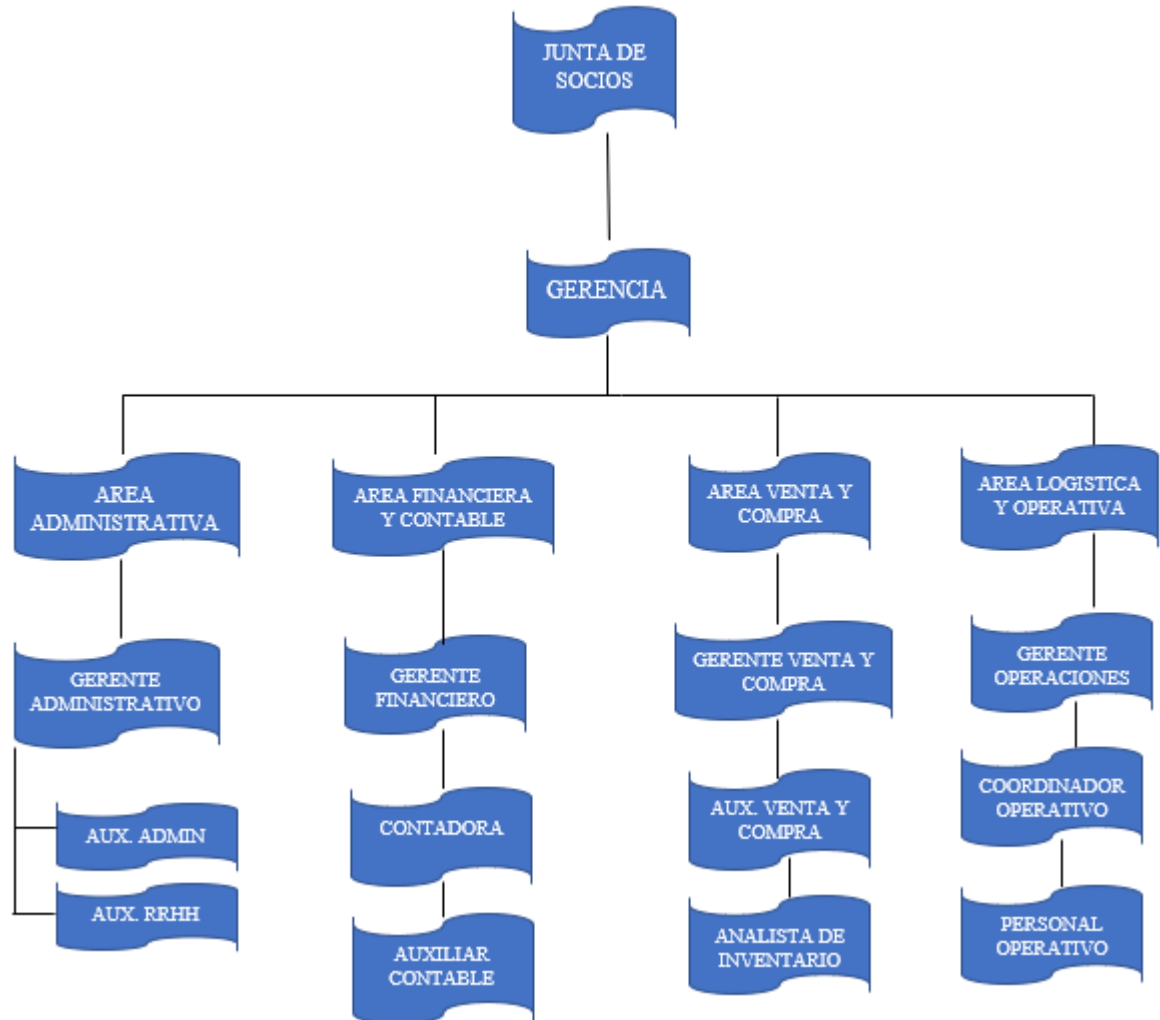 JUNTA DE
SOCIOS
GERENCIA
AREA
ADMINISTRATIVA
AREA FINANCIERA
Y CONTABLE
AREA VENTA Y
COMPRA
AREA LOGISTICA
Y OPERATIVA
GERENTE
ADMINISTRATIVO
GERENTE
FINANCIERO
GERENTE VENTA Y
COMPRA
GERENTE
OPERACIONES
AUX. ADMIN
CONTADORA
AUX. VENTA Y
COMPRA
COORDINADOR
OPERATIVO
AUX. RRHH
AUXILIAR
CONTABLE
ANALISTA DE
INVENTARIO
PERSONAL
OPERATIVO